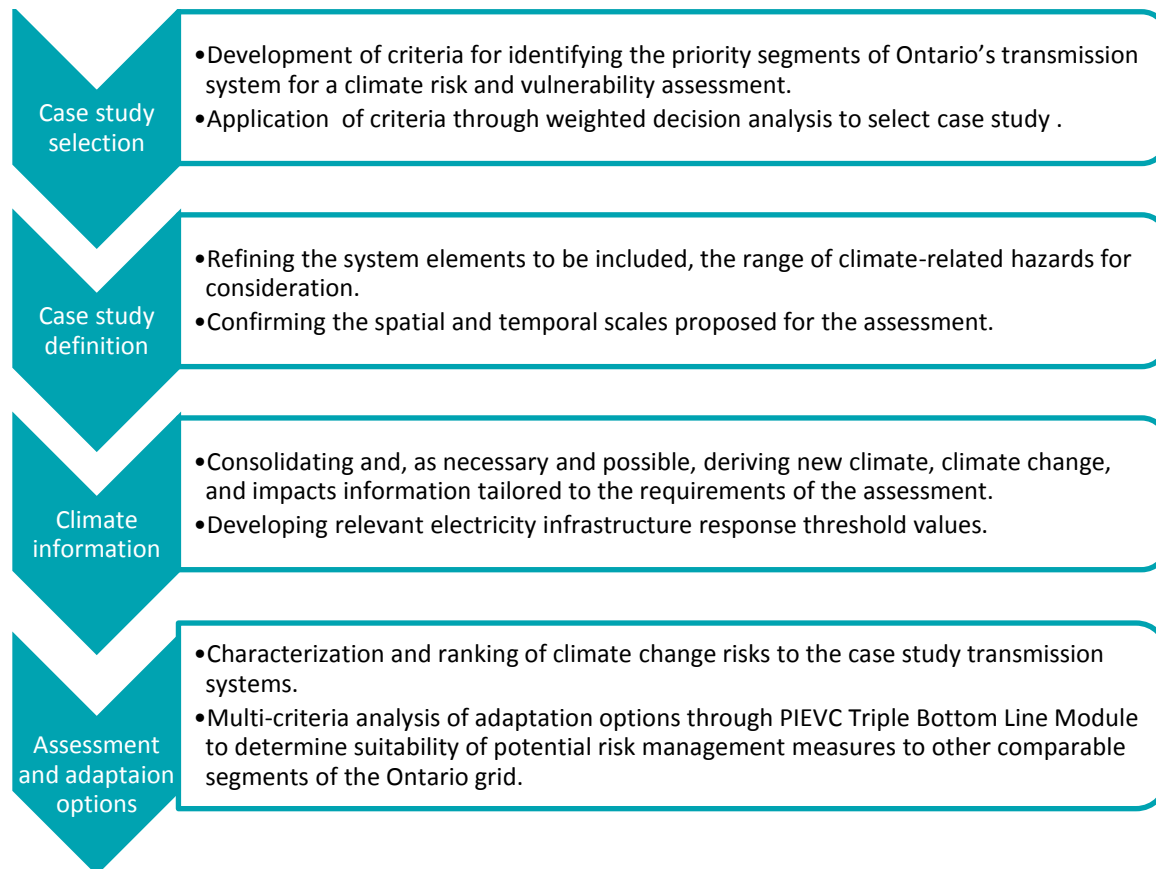 Case study
selection
•Development of criteria for identifying the priority segments of Ontario’s transmission
system for a climate risk and vulnerability assessment.
•Application  of criteria through weighted decision analysis to select case study .
Case study
definition
•Refining the system elements to be included, the range of climate-related hazards for
consideration.
•Confirming the spatial and temporal scales proposed for the assessment.
Climate
information
•Consolidating and, as necessary and possible, deriving new climate, climate change,
and impacts information tailored to the requirements of the assessment.
•Developing relevant electricity infrastructure response threshold values.
Assessment
and adaptaion
options
•Characterization and ranking of climate change risks to the case study transmission
systems.
•Multi-criteria analysis of adaptation options through PIEVC Triple Bottom Line Module
to determine suitability of potential risk management measures to other comparable
segments of the Ontario grid.